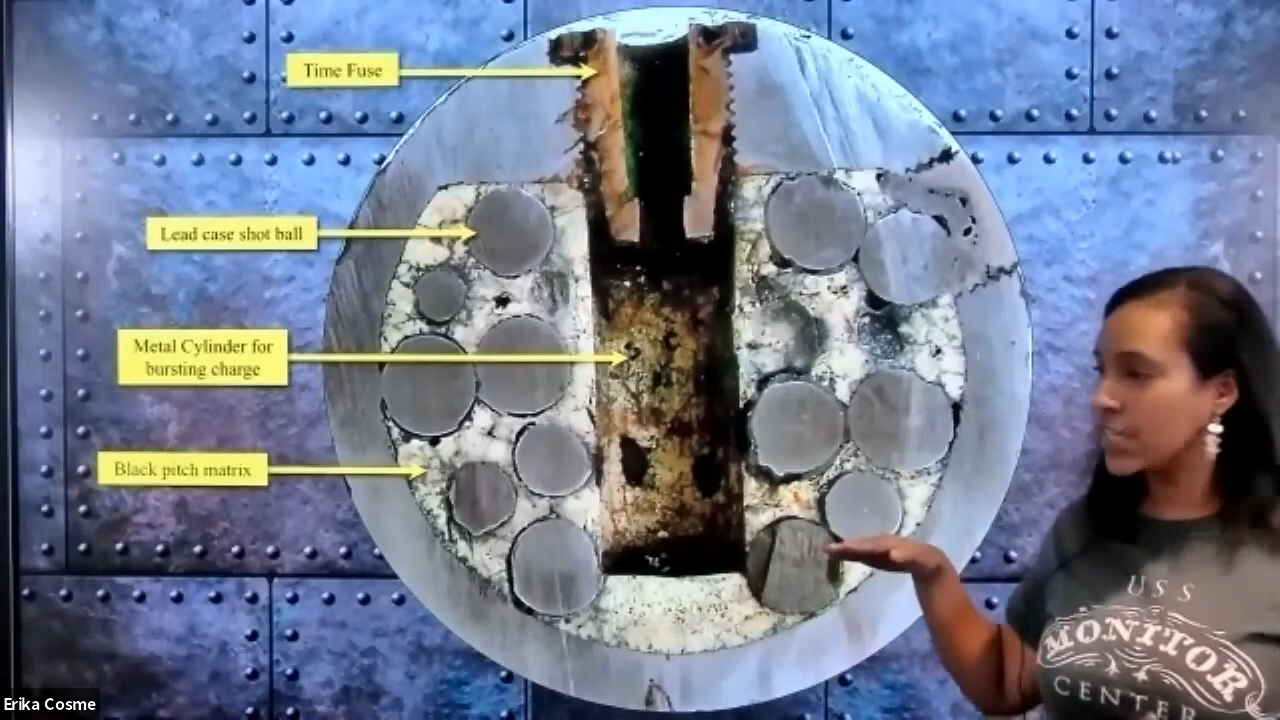 Time Fuse
Lead case shot ball
Metal Cylinder for
bursting charge
Black pitch matrix
USS
MONITOR
CENTER
Erika Cosme